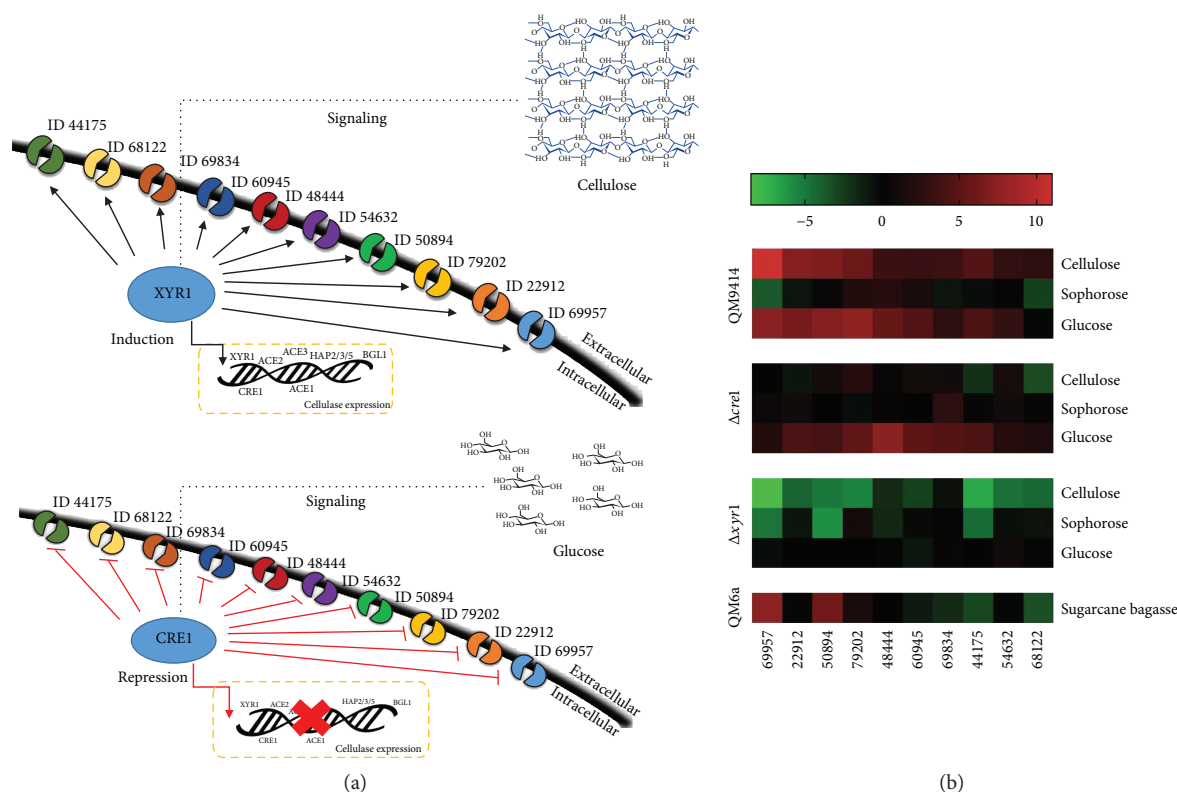 Cellulose
Signaling
ID 44175
ID 68122
ID 69834
ID 60945
ID 48444
ID 54632
ID 50894
ID 79202
ID 22912
ID 69957
XYR1
Induction
Extracellular
Intracellular
XYR1
ACE2
ACE3
HAP2/3/5
BGL1
CRE1
ACE1
Cellulase expression
Glucose
Signaling
ID 44175
ID 68122
ID 69834
ID 60945
ID 48444
ID 54632
ID 50894
ID 79202
ID 22912
ID 69957
CRE1
Repression
Extracellular
Intracellular
XYR1
ACE2
HAP2/3/5
BGL1
CRE1
ACE1
Cellulase expression
(a)
−5 0 5 10
QM9414
Cellulose
Sophorose
Glucose
Δcre1
Cellulose
Sophorose
Glucose
Δxyr1
Cellulose
Sophorose
Glucose
QM6a
Sugarcane bagasse
69957 22912 50894 79202 48444 60945 69834 44175 54632 68122
(b)